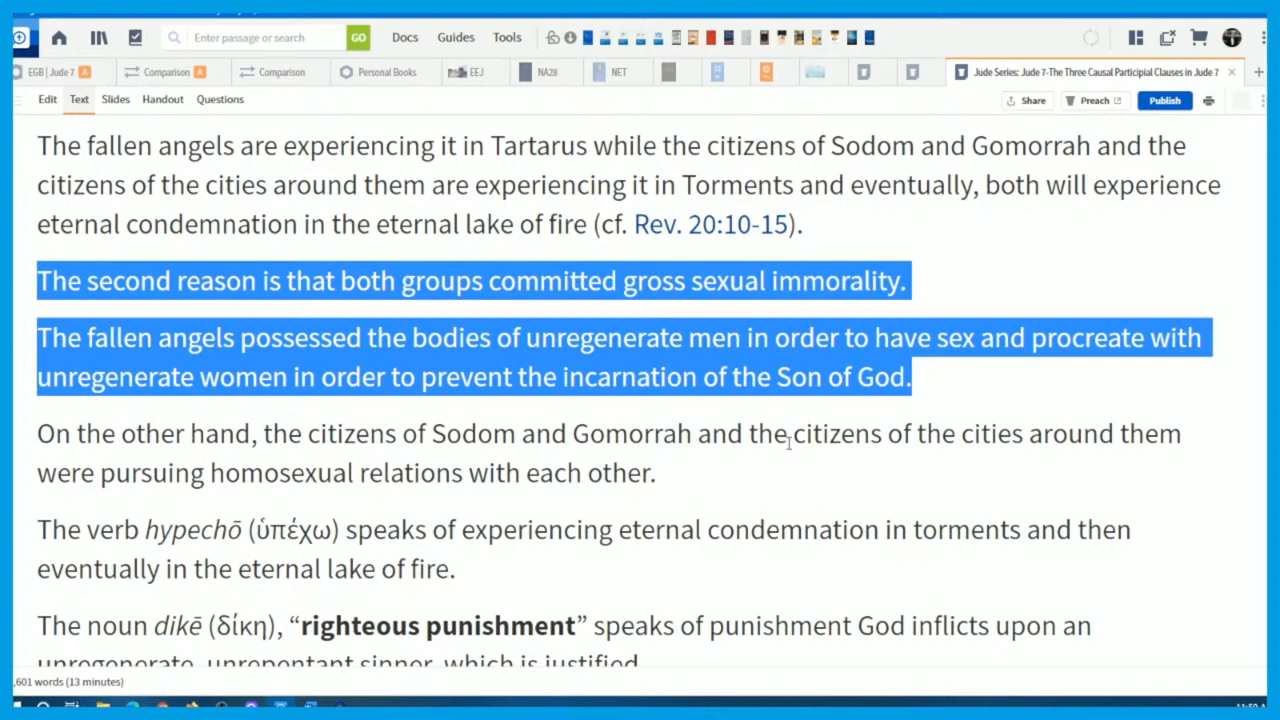 Enter passage or search
GO
Docs
Guides
Tools
EGB | Jude 7
A
Comparison
A
Comparison
Personal Books
EEJ
NA28
NET
Jude Series: Jude 7-The Three Causal Participial Clauses in Jude 7
Edit
Text
Slides
Handout
Questions
Share
Preach
Publish
The fallen angels are experiencing it in Tartarus while the citizens of Sodom and Gomorrah and the
citizens of the cities around them are experiencing it in Torments and eventually, both will experience
eternal condemnation in the eternal lake of fire (cf. Rev. 20:10-15).
The second reason is that both groups committed gross sexual immorality.
The fallen angels possessed the bodies of unregenerate men in order to have sex and procreate with
unregenerate women in order to prevent the incarnation of the Son of God.
On the other hand, the citizens of Sodom and Gomorrah and the citizens of the cities around them
were pursuing homosexual relations with each other.
The verb hypechō (ὑπέχω) speaks of experiencing eternal condemnation in torments and then
eventually in the eternal lake of fire.
The noun dikē (δίκη), “righteous punishment” speaks of punishment God inflicts upon an
unregenerate, unrepentant sinner, which is justified.
,601 words (13 minutes)